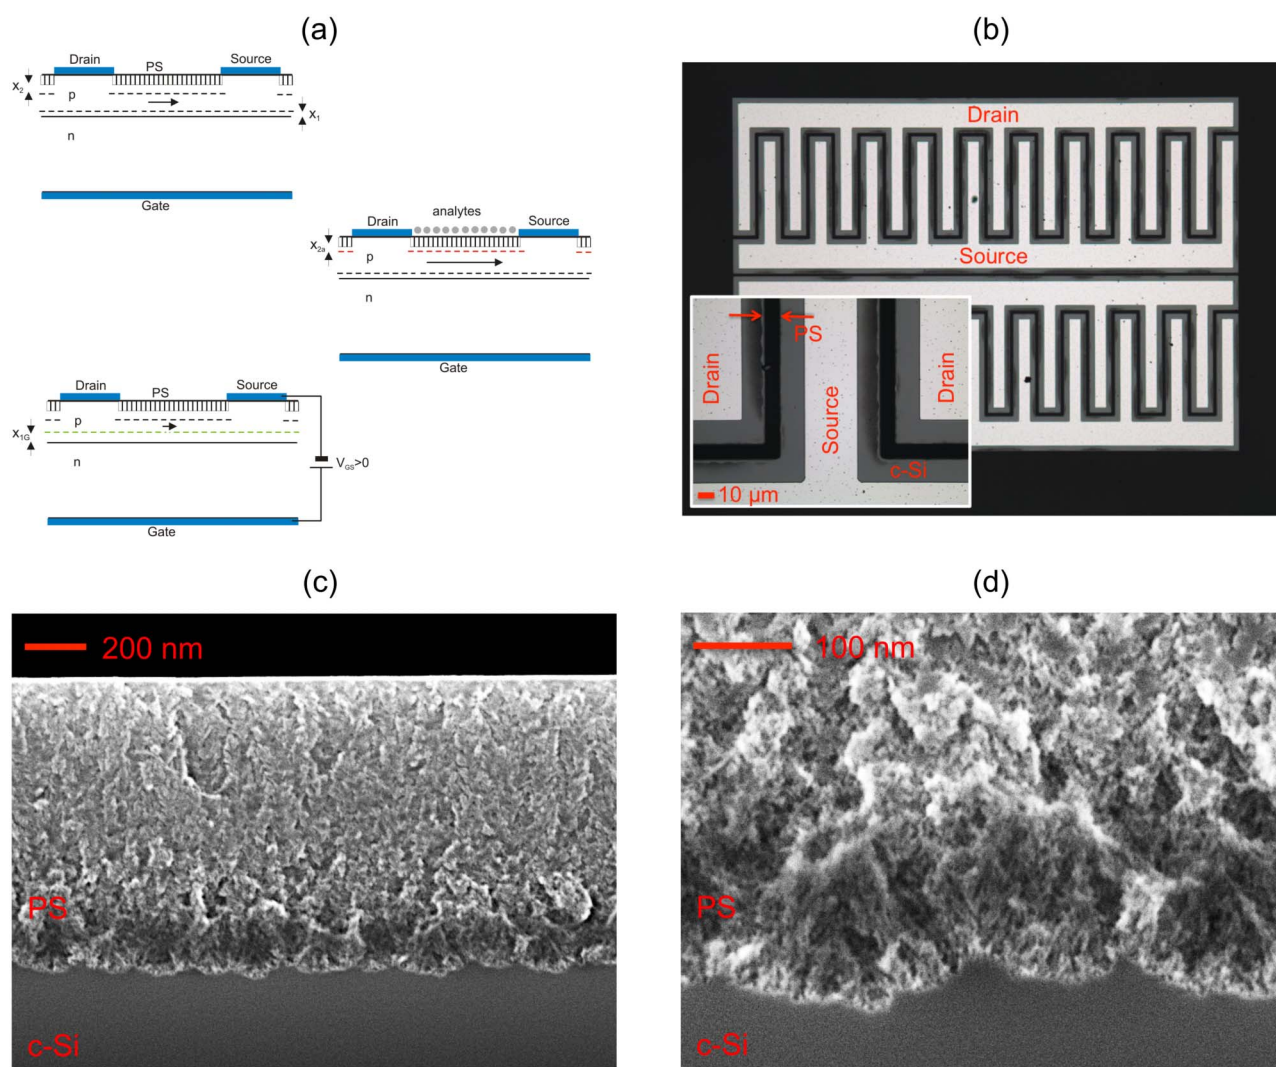 (a)
Drain
PS
Source
x2
p
x1
n
Gate
analytes
Drain
Source
x2a
p
n
Gate
Drain
PS
Source
p
x1G
n
VGS>0
Gate
(b)
Drain
Source
PS
Drain
Source
Drain
c-Si
10 μm
(c)
200 nm
PS
c-Si
(d)
100 nm
PS
c-Si